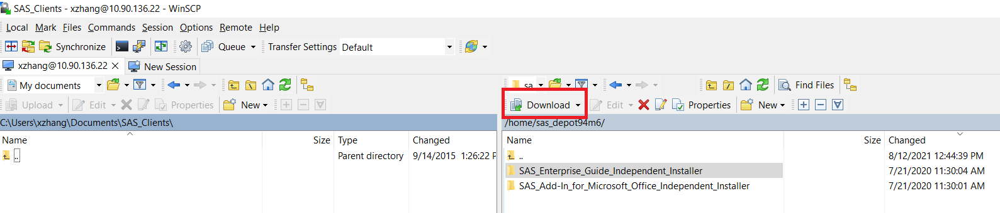 SAS_Clients - xzhang@10.90.136.22 - WinSCP
Local Mark Files Commands Session Options Remote Help
Synchronize Queue Transfer Settings Default
xzhang@10.90.136.22 × New Session
My documents sa Find Files
Upload Edit Properties New Download Edit Properties New
C:\Users\xzhang\Documents\SAS_Clients\ /home/sas_depot94m6/
Name Size Type Changed Name Size Changed
.. Parent directory 9/14/2015 1:26:22 P .. 8/12/2021 12:44:39 PM
SAS_Enterprise_Guide_Independent_Installer 7/21/2020 11:30:04 AM
SAS_Add-In_for_Microsoft_Office_Independent_Installer 7/21/2020 11:30:01 AM